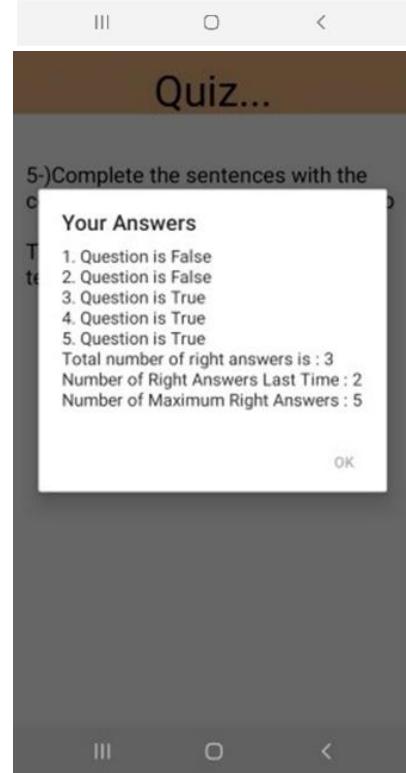 Quiz...
5-)Complete the sentences with the
Your Answers
1. Question is False
2. Question is False
3. Question is True
4. Question is True
5. Question is True
Total number of right answers is : 3
Number of Right Answers Last Time : 2
Number of Maximum Right Answers : 5
OK